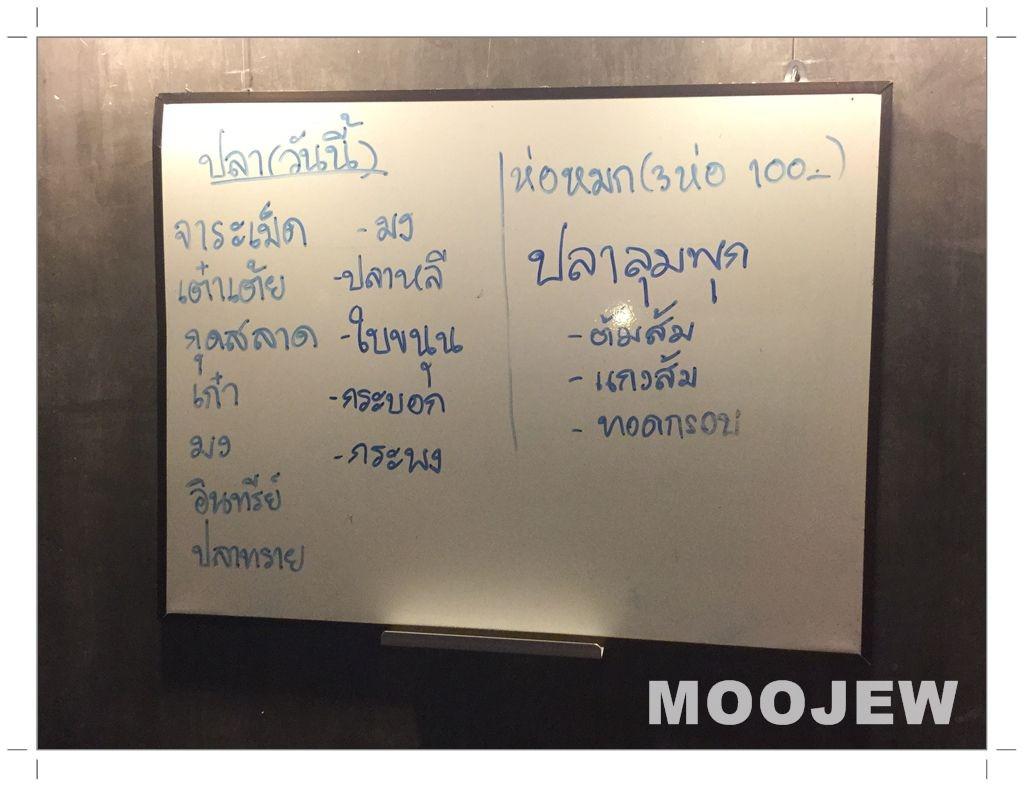 ปลา(วันนี้)
จาระเม็ด
เต๋าเต้ย
กุดสลาด
เก๋า
มง
อินทรีย์
ปลาทราย
- มง
- ปลาหลี
- ใบขนุน
- กระบอก
- กระพง
ห่อหมก(3ห่อ 100.-)
ปลาลุมพุก
- ต้มส้ม
- แกงส้ม
- ทอดกรอบ
MOOJEW